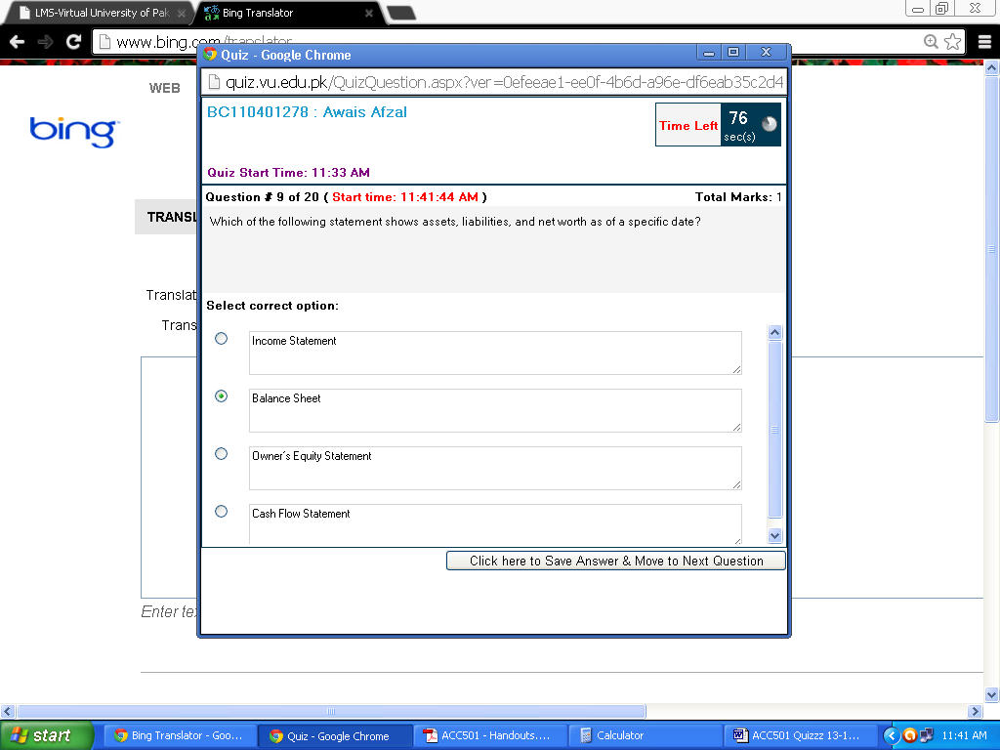 LMS-Virtual University of Pak
Bing Translator
www.bing.com/translator
Quiz - Google Chrome
quiz.vu.edu.pk/QuizQuestion.aspx?ver=0efeeae1-ee0f-4b6d-a96e-df6eab35c2d4
WEB
bing
BC110401278 : Awais Afzal
Time Left 76
sec(s)
Quiz Start Time: 11:33 AM
Question # 9 of 20 ( Start time: 11:41:44 AM ) Total Marks: 1
TRANSL
Which of the following statement shows assets, liabilities, and net worth as of a specific date?
Translat
Select correct option:
Trans
Income Statement
Balance Sheet
Owner's Equity Statement
Cash Flow Statement
Click here to Save Answer & Move to Next Question
Enter te
start Bing Translator - Goo... Quiz - Google Chrome ACC501 - Handouts.... Calculator ACC501 Quizzz 13-1... 11:41 AM